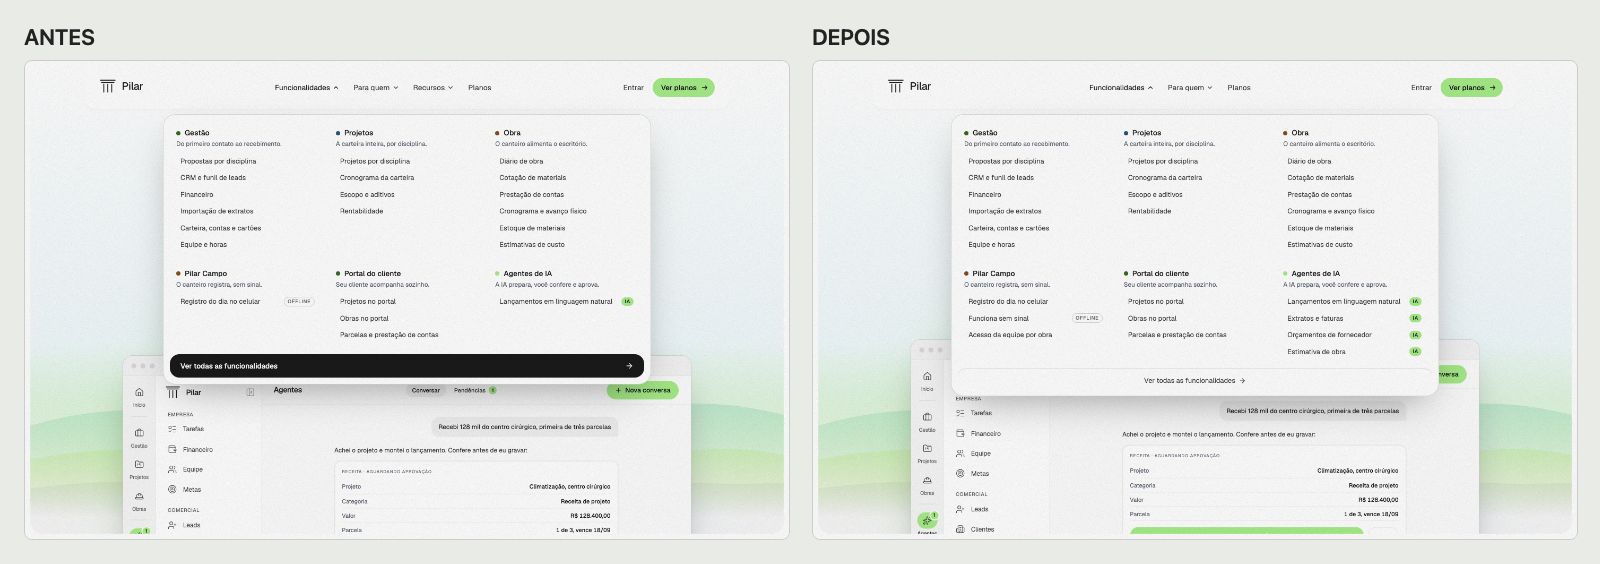 ANTES
Pilar
Funcionalidades
Para quem
Recursos
Planos
Entrar
Ver planos →
Gestão
Do primeiro contato ao recebimento.
Propostas por disciplina
CRM e funil de leads
Financeiro
Importação de extratos
Carteira, contas e cartões
Equipe e horas
Projetos
A carteira inteira, por disciplina.
Projetos por disciplina
Cronograma da carteira
Escopo e aditivos
Rentabilidade
Obra
O canteiro alimenta o escritório.
Diário de obra
Cotação de materiais
Prestação de contas
Cronograma e avanço físico
Estoque de materiais
Estimativas de custo
Pilar Campo
O canteiro registra, sem sinal.
Registro do dia no celular OFFLINE
Portal do cliente
Seu cliente acompanha sozinho.
Projetos no portal
Obras no portal
Parcelas e prestação de contas
Agentes de IA
A IA prepara, você confere e aprova.
Lançamentos em linguagem natural IA
Ver todas as funcionalidades →
Início
Gestão
Projetos
Obras
1
Pilar
EMPRESA
Tarefas
Financeiro
Equipe
Metas
COMERCIAL
Leads
Agentes
Conversar
Pendências
+ Nova conversa
Recebi 128 mil do centro cirúrgico, primeira de três parcelas
Achei o projeto e montei o lançamento. Confere antes de eu gravar:
RECEITA · AGUARDANDO APROVAÇÃO
Projeto Climatização, centro cirúrgico
Categoria Receita de projeto
Valor R$ 128.400,00
Parcela 1 de 3, vence 18/09
DEPOIS
Pilar
Funcionalidades
Para quem
Planos
Entrar
Ver planos →
Gestão
Do primeiro contato ao recebimento.
Propostas por disciplina
CRM e funil de leads
Financeiro
Importação de extratos
Carteira, contas e cartões
Equipe e horas
Projetos
A carteira inteira, por disciplina.
Projetos por disciplina
Cronograma da carteira
Escopo e aditivos
Rentabilidade
Obra
O canteiro alimenta o escritório.
Diário de obra
Cotação de materiais
Prestação de contas
Cronograma e avanço físico
Estoque de materiais
Estimativas de custo
Pilar Campo
O canteiro registra, sem sinal.
Registro do dia no celular
Funciona sem sinal OFFLINE
Acesso da equipe por obra
Portal do cliente
Seu cliente acompanha sozinho.
Projetos no portal
Obras no portal
Parcelas e prestação de contas
Agentes de IA
A IA prepara, você confere e aprova.
Lançamentos em linguagem natural IA
Extratos e faturas IA
Orçamentos de fornecedor IA
Estimativa de obra IA
Ver todas as funcionalidades →
Início
Gestão
Projetos
Obras
1
EMPRESA
Tarefas
Financeiro
Equipe
Metas
COMERCIAL
Leads
Clientes
Recebi 128 mil do centro cirúrgico, primeira de três parcelas
Achei o projeto e montei o lançamento. Confere antes de eu gravar:
RECEITA · AGUARDANDO APROVAÇÃO
Projeto Climatização, centro cirúrgico
Categoria Receita de projeto
Valor R$ 128.400,00
Parcela 1 de 3, vence 18/09